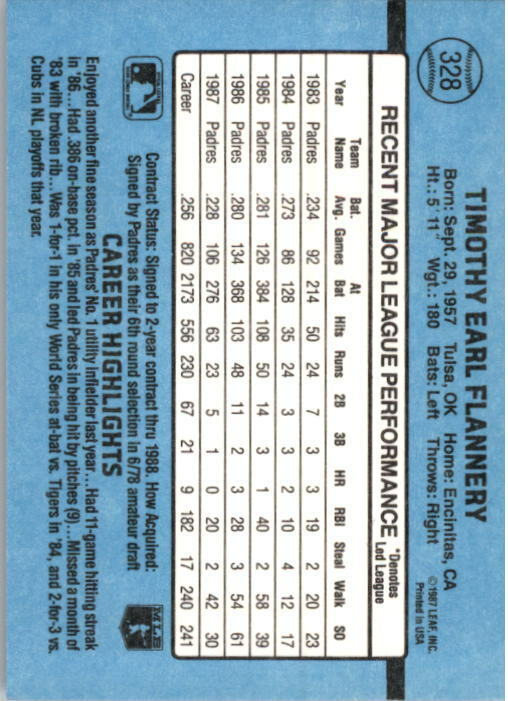 328
TIMOTHY EARL FLANNERY
Born: Sept. 29, 1957 Tulsa, OK Home: Encinitas, CA
Ht.: 5' 11" Wgt.: 180 Bats: Left Throws: Right
©1987 LEAF, INC.
Printed in USA
RECENT MAJOR LEAGUE PERFORMANCE *Denotes Led League
Year Team Name Bat. Avg. Games At Bat Hits Runs 2B 3B HR RBI Steal Walk SO
1983 Padres .234 92 214 50 24 7 3 3 19 2 20 23
1984 Padres .273 86 128 35 24 3 3 2 10 4 12 17
1985 Padres .281 126 384 108 50 14 3 1 40 2 58 39
1986 Padres .280 134 368 103 48 11 2 3 28 3 54 61
1987 Padres .228 106 276 63 23 5 1 0 20 2 42 30
Career .256 820 2173 556 230 67 21 9 182 17 240 241
Contract Status: Signed to 2-year contract thru 1988. How Acquired:
Signed by Padres as their 6th round selection in 6/78 amateur draft
MLB
CAREER HIGHLIGHTS
Enjoyed another fine season as Padres' No. 1 utility infielder last year...Had 11-game hitting streak
in '86...Had .386 on-base pct. in '85 and led Padres in being hit by pitches (9)...Missed a month of
'83 with broken rib...Was 1-for-1 in his only World Series at-bat vs. Tigers in '84, and 2-for-3 vs.
Cubs in NL playoffs that year.